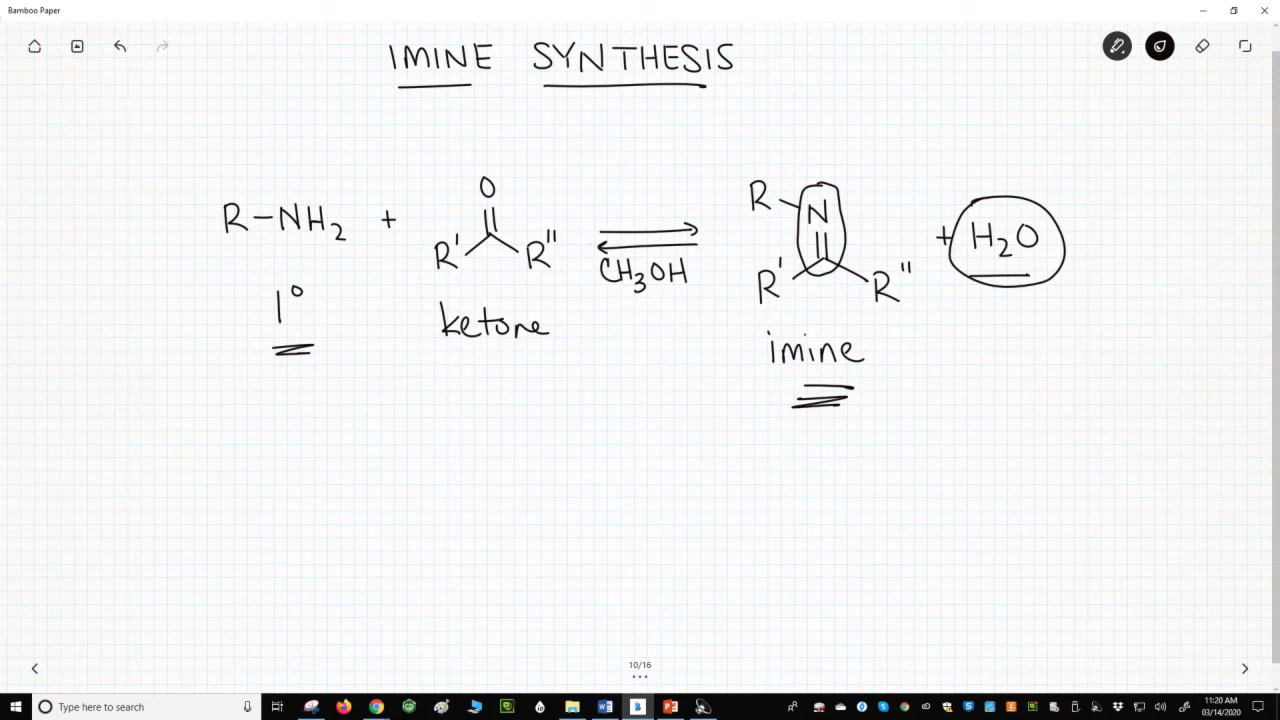 Bamboo Paper
IMINE SYNTHESIS
R-NH2 + O R' R'' CH3OH R N R' R'' + H2O
1° ketone imine
10/16
Type here to search
11:20 AM
03/14/2020